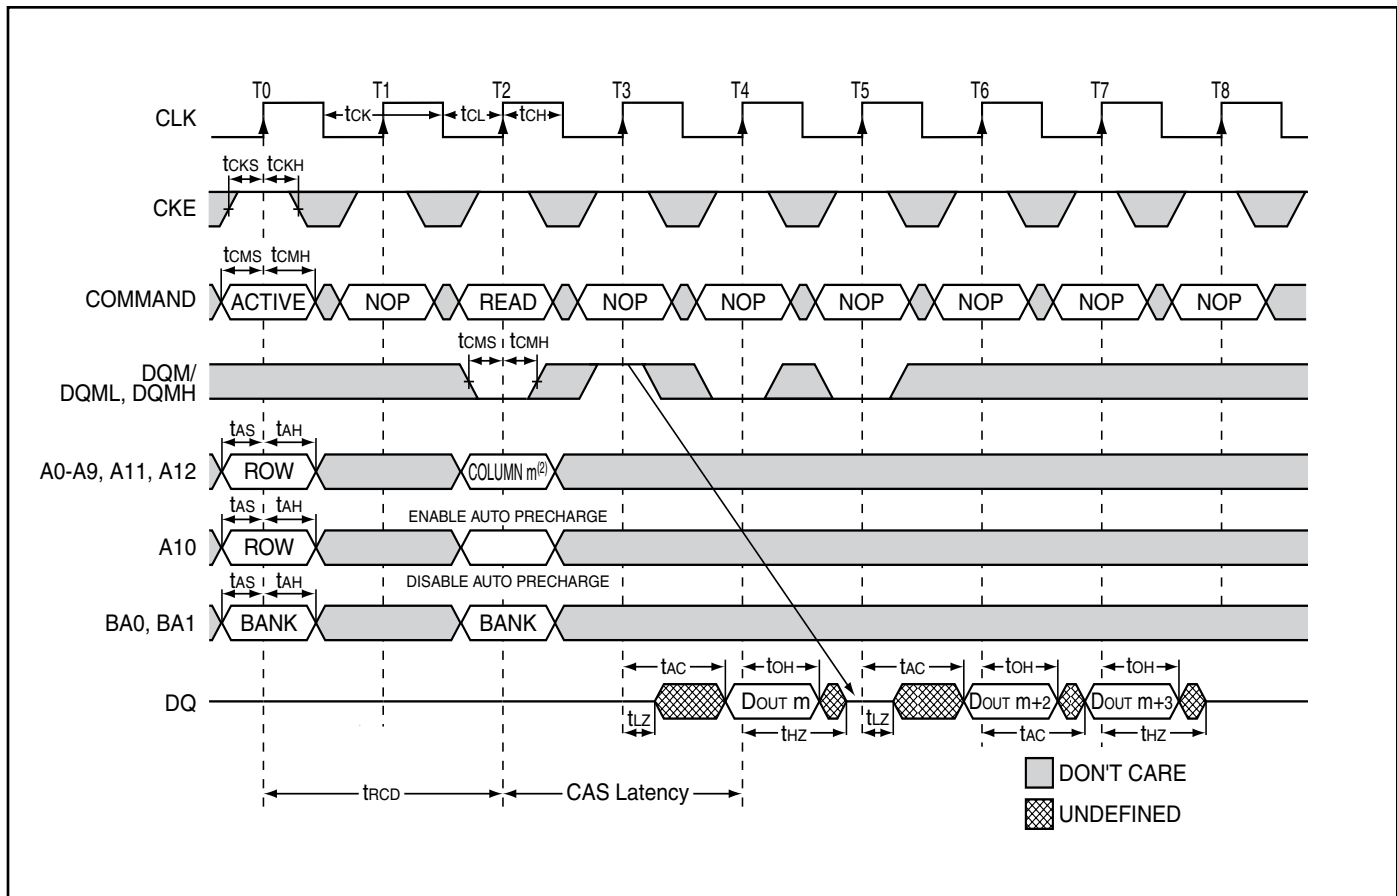 T0 T1 T2 T3 T4 T5 T6 T7 T8
CLK tCK tCL tCH
tCKS tCKH
CKE
tCMS tCMH
COMMAND ACTIVE NOP READ NOP NOP NOP NOP NOP NOP
tCMS tCMH
DQM/
DQML, DQMH
tAS tAH
A0-A9, A11, A12 ROW COLUMN m(2)
tAS tAH ENABLE AUTO PRECHARGE
A10 ROW
tAS tAH DISABLE AUTO PRECHARGE
BA0, BA1 BANK BANK
tAC tOH tAC tOH tOH
DQ DOUT m DOUT m+2 DOUT m+3
tLZ tHZ tLZ tAC tHZ
tRCD CAS Latency
DON'T CARE
UNDEFINED